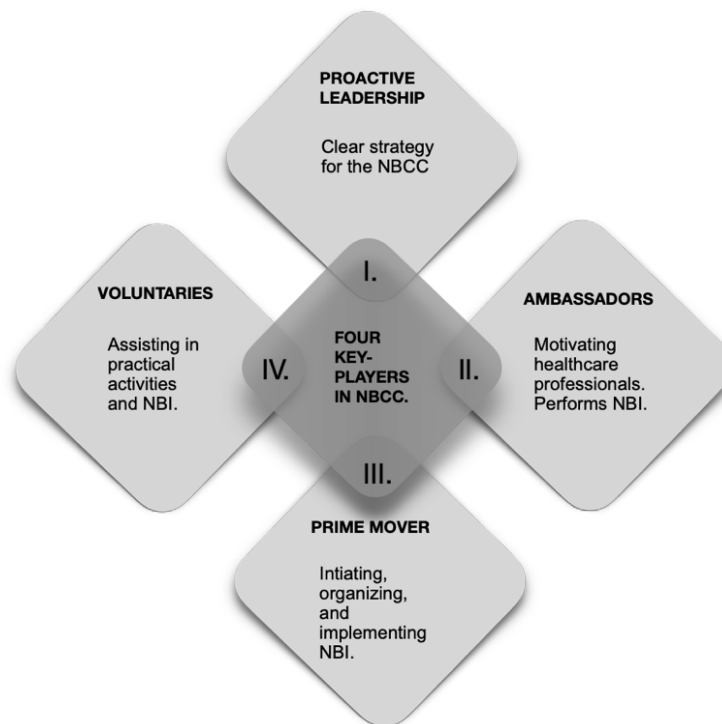 PROACTIVE
LEADERSHIP
Clear strategy
for the NBCC
I.
VOLUNTARIES
Assisting in
practical
activities
and NBI.
IV.
FOUR
KEY-
PLAYERS
IN NBCC.
II.
AMBASSADORS
Motivating
healthcare
professionals.
Performs NBI.
III.
PRIME MOVER
Intiating,
organizing,
and
implementing
NBI.